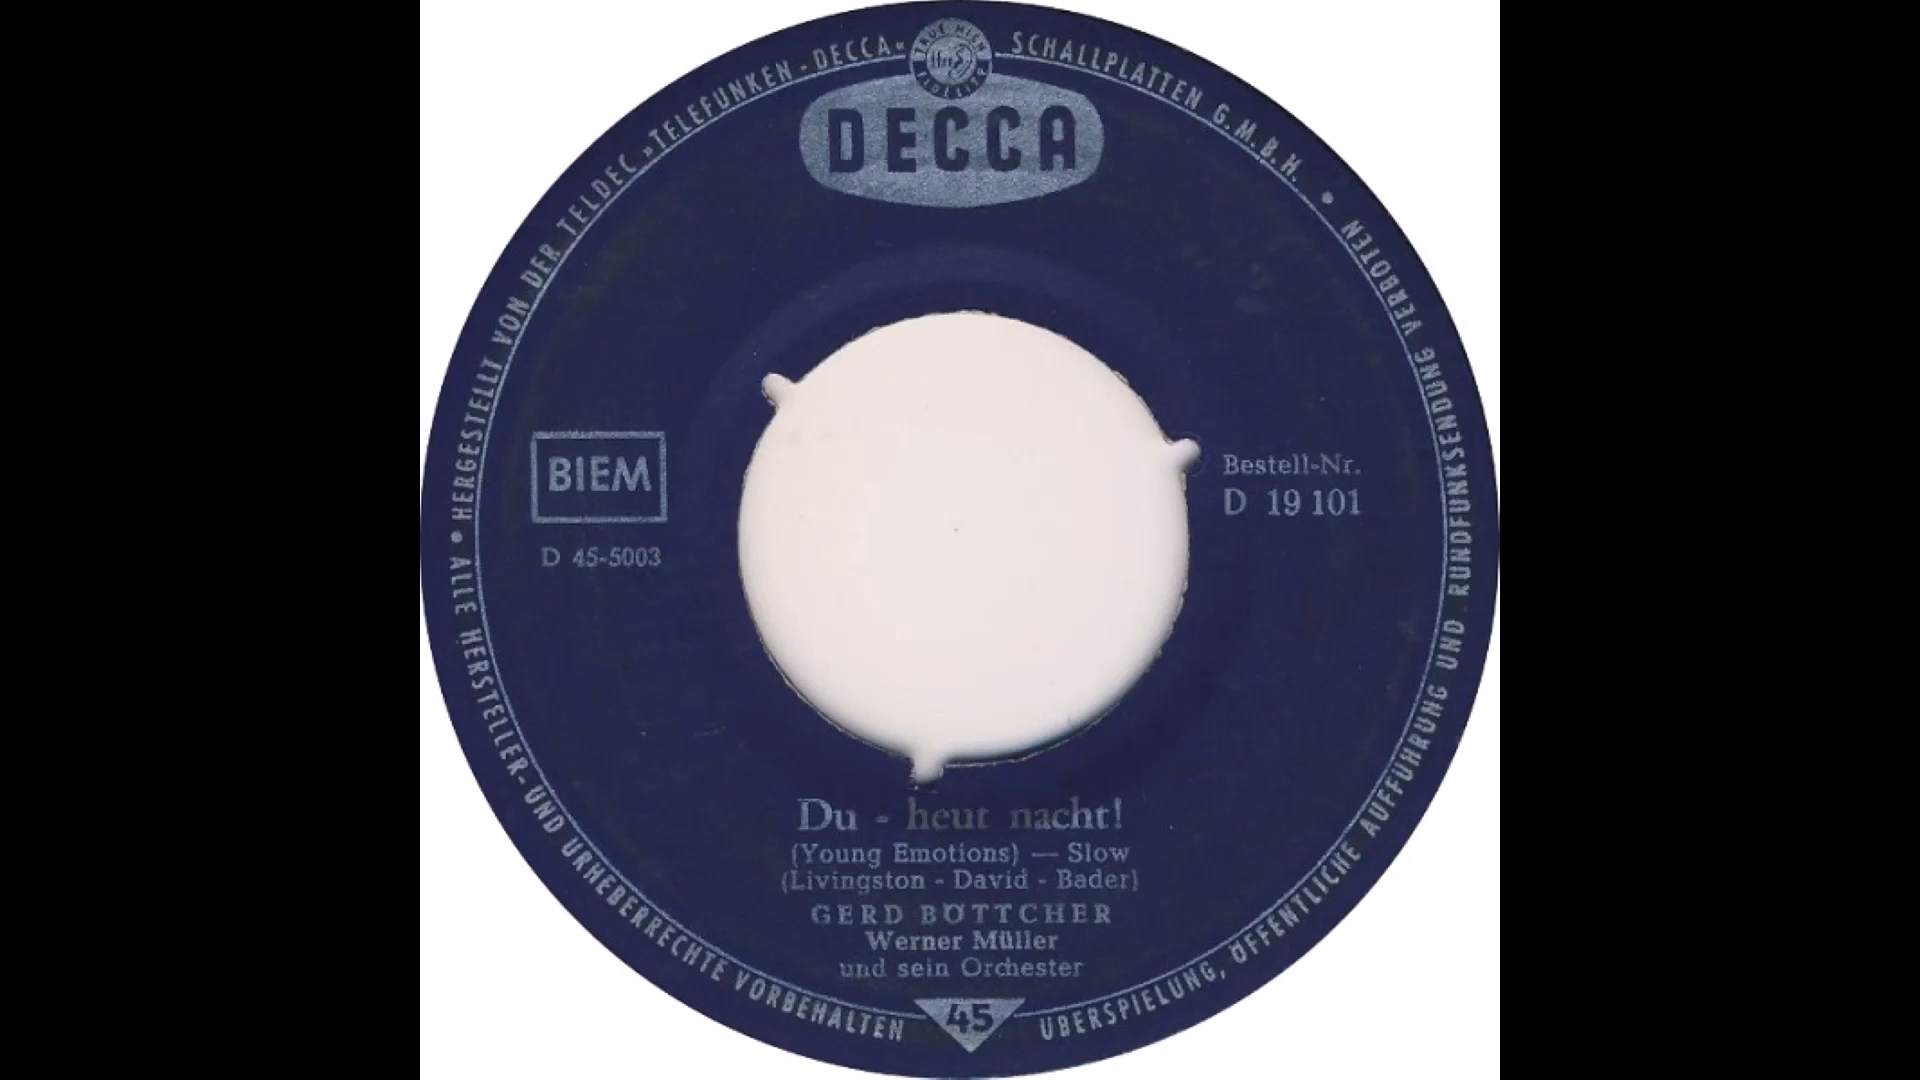 HERGESTELLT VON DER TELDEC »TELEFUNKEN-DECCA« SCHALLPLATTEN G.M.B.H. •
DECCA
BIEM
D 45-5003
Bestell-Nr.
D 19 101
Du - heut nacht!
(Young Emotions) — Slow
(Livingston - David - Bader)
GERD BÖTTCHER
Werner Müller
und sein Orchester
45
• ALLE HERSTELLER- UND URHEBERRECHTE VORBEHALTEN
ÜBERSPIELUNG, ÖFFENTLICHE AUFFÜHRUNG UND RUNDFUNKSENDUNG VERBOTEN